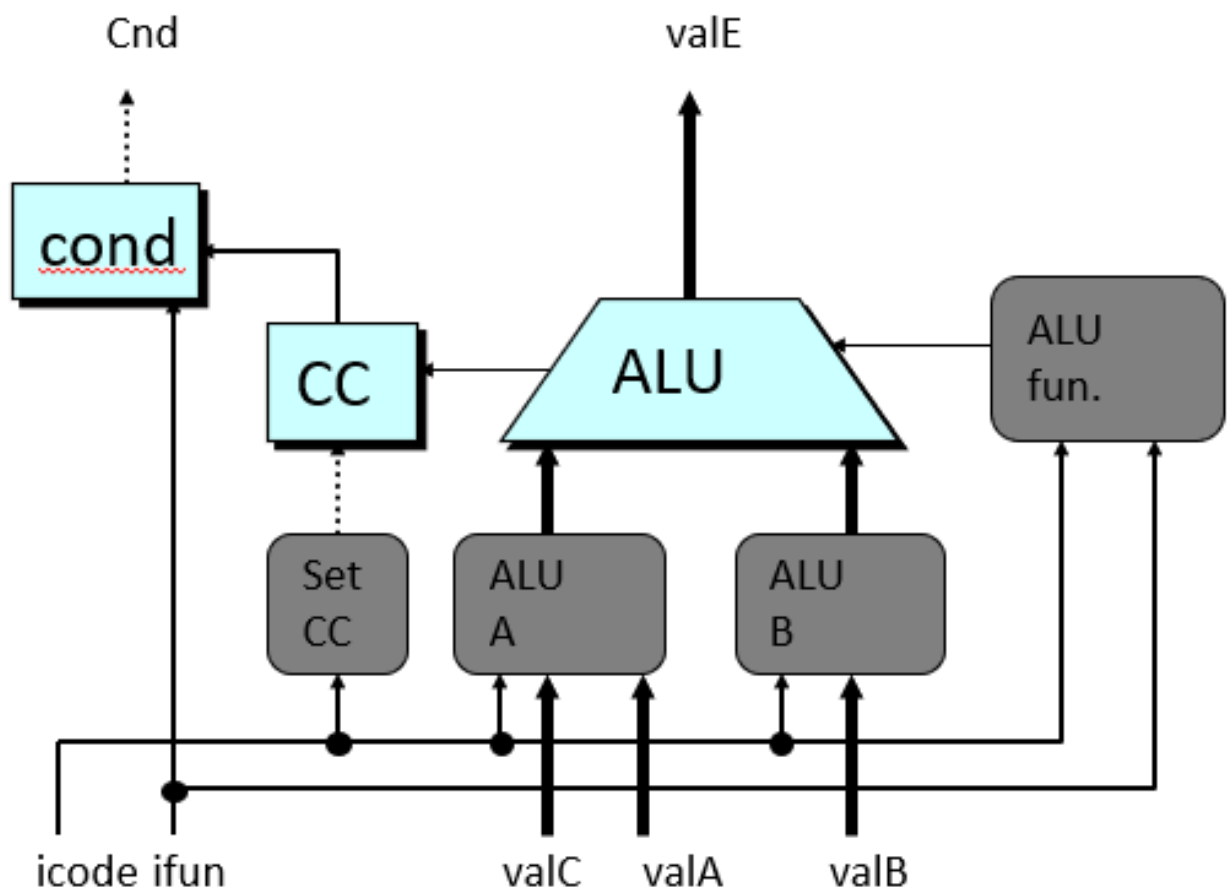 Cnd
valE
cond
CC
ALU
ALU
fun.
Set
CC
ALU
A
ALU
B
icode ifun
valC
valA
valB